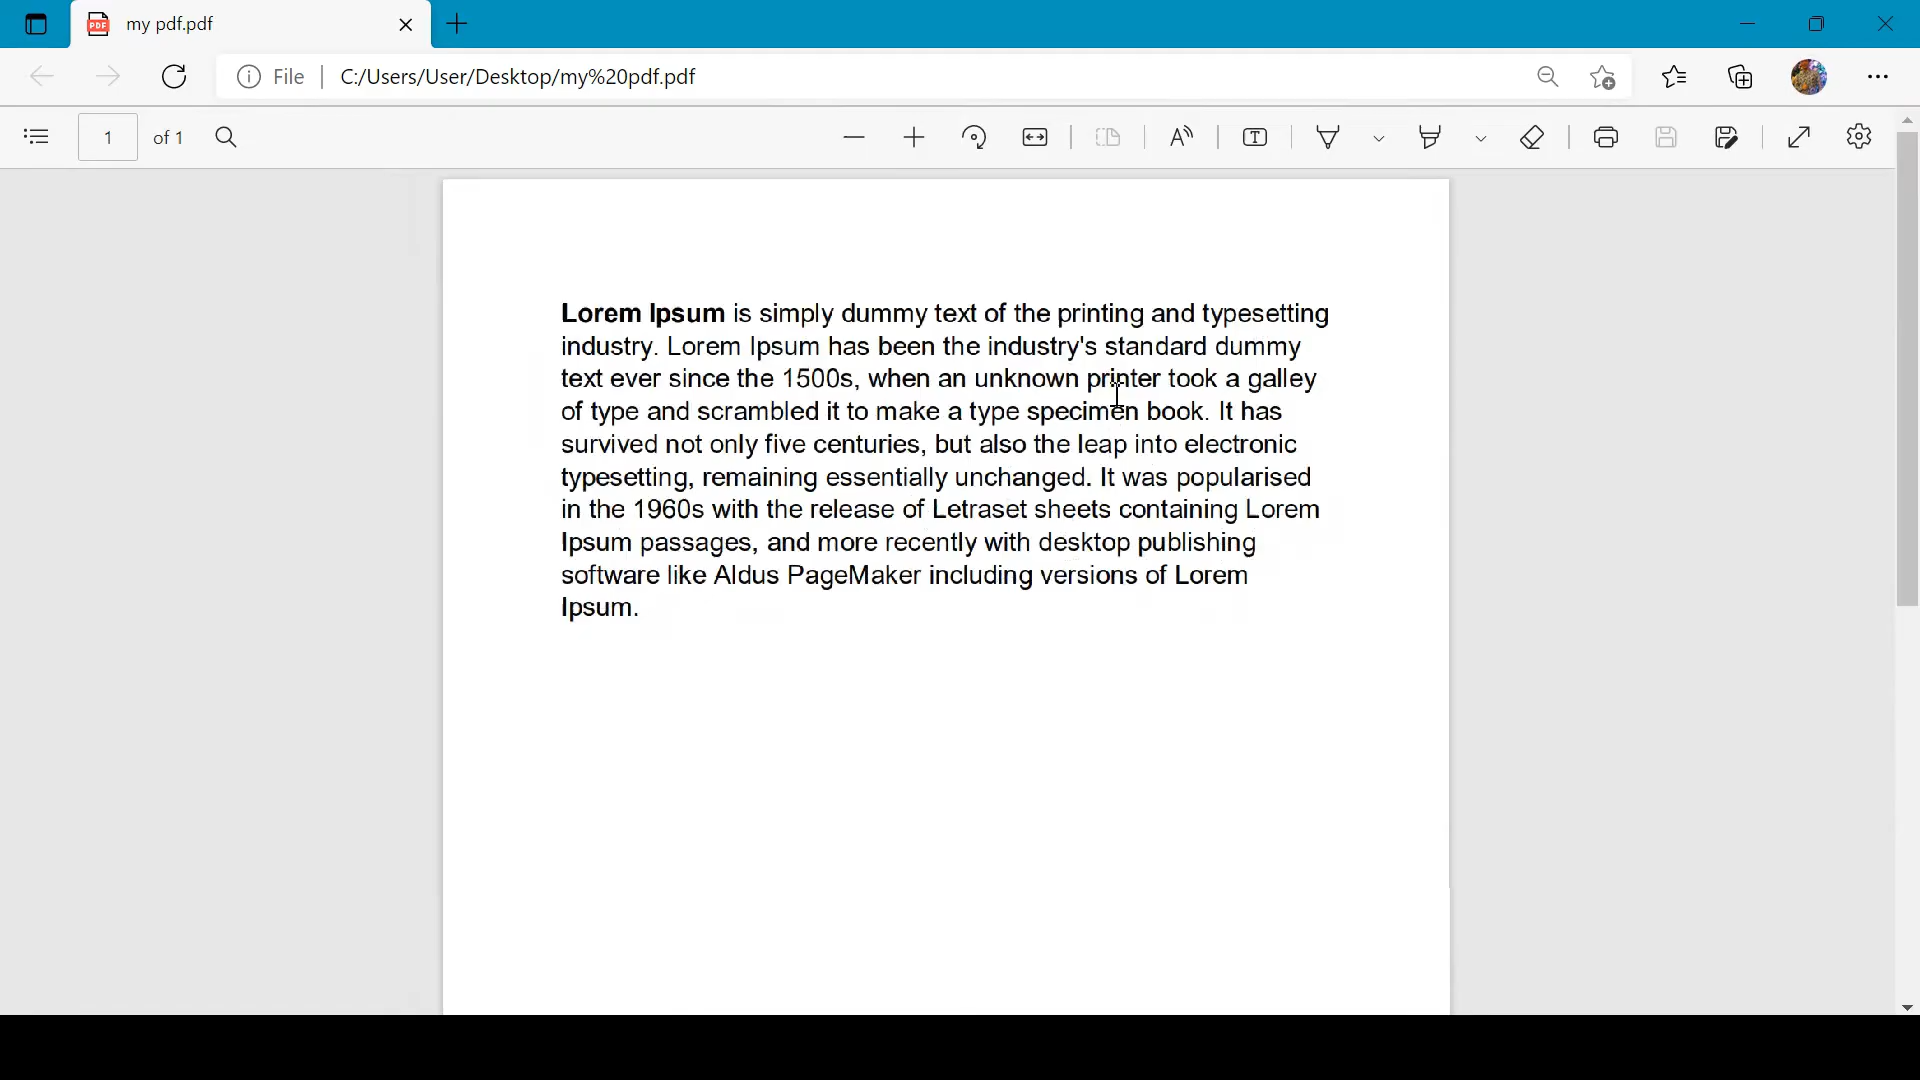 my pdf.pdf
File
C:/Users/User/Desktop/my%20pdf.pdf
1 of 1
Lorem Ipsum is simply dummy text of the printing and typesetting
industry. Lorem Ipsum has been the industry's standard dummy
text ever since the 1500s, when an unknown printer took a galley
of type and scrambled it to make a type specimen book. It has
survived not only five centuries, but also the leap into electronic
typesetting, remaining essentially unchanged. It was popularised
in the 1960s with the release of Letraset sheets containing Lorem
Ipsum passages, and more recently with desktop publishing
software like Aldus PageMaker including versions of Lorem
Ipsum.